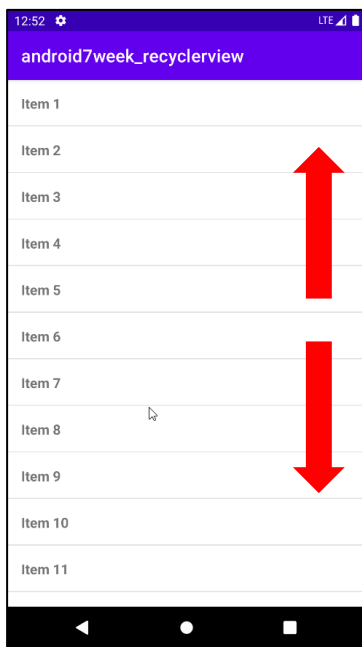 12:52 LTE
android7week_recyclerview
Item 1
Item 2
Item 3
Item 4
Item 5
Item 6
Item 7
Item 8
Item 9
Item 10
Item 11